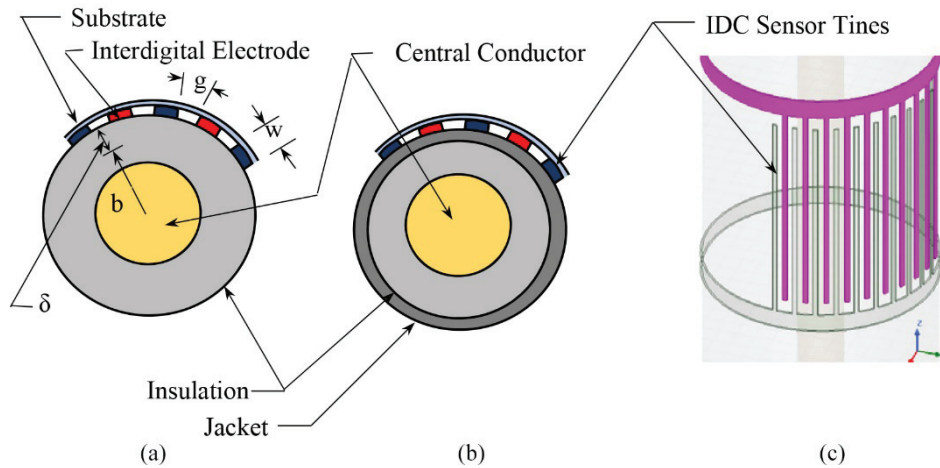 Substrate
Interdigital Electrode
g
Central Conductor
IDC Sensor Tines
w
b
δ
z
Insulation
Jacket
(a)
(b)
(c)